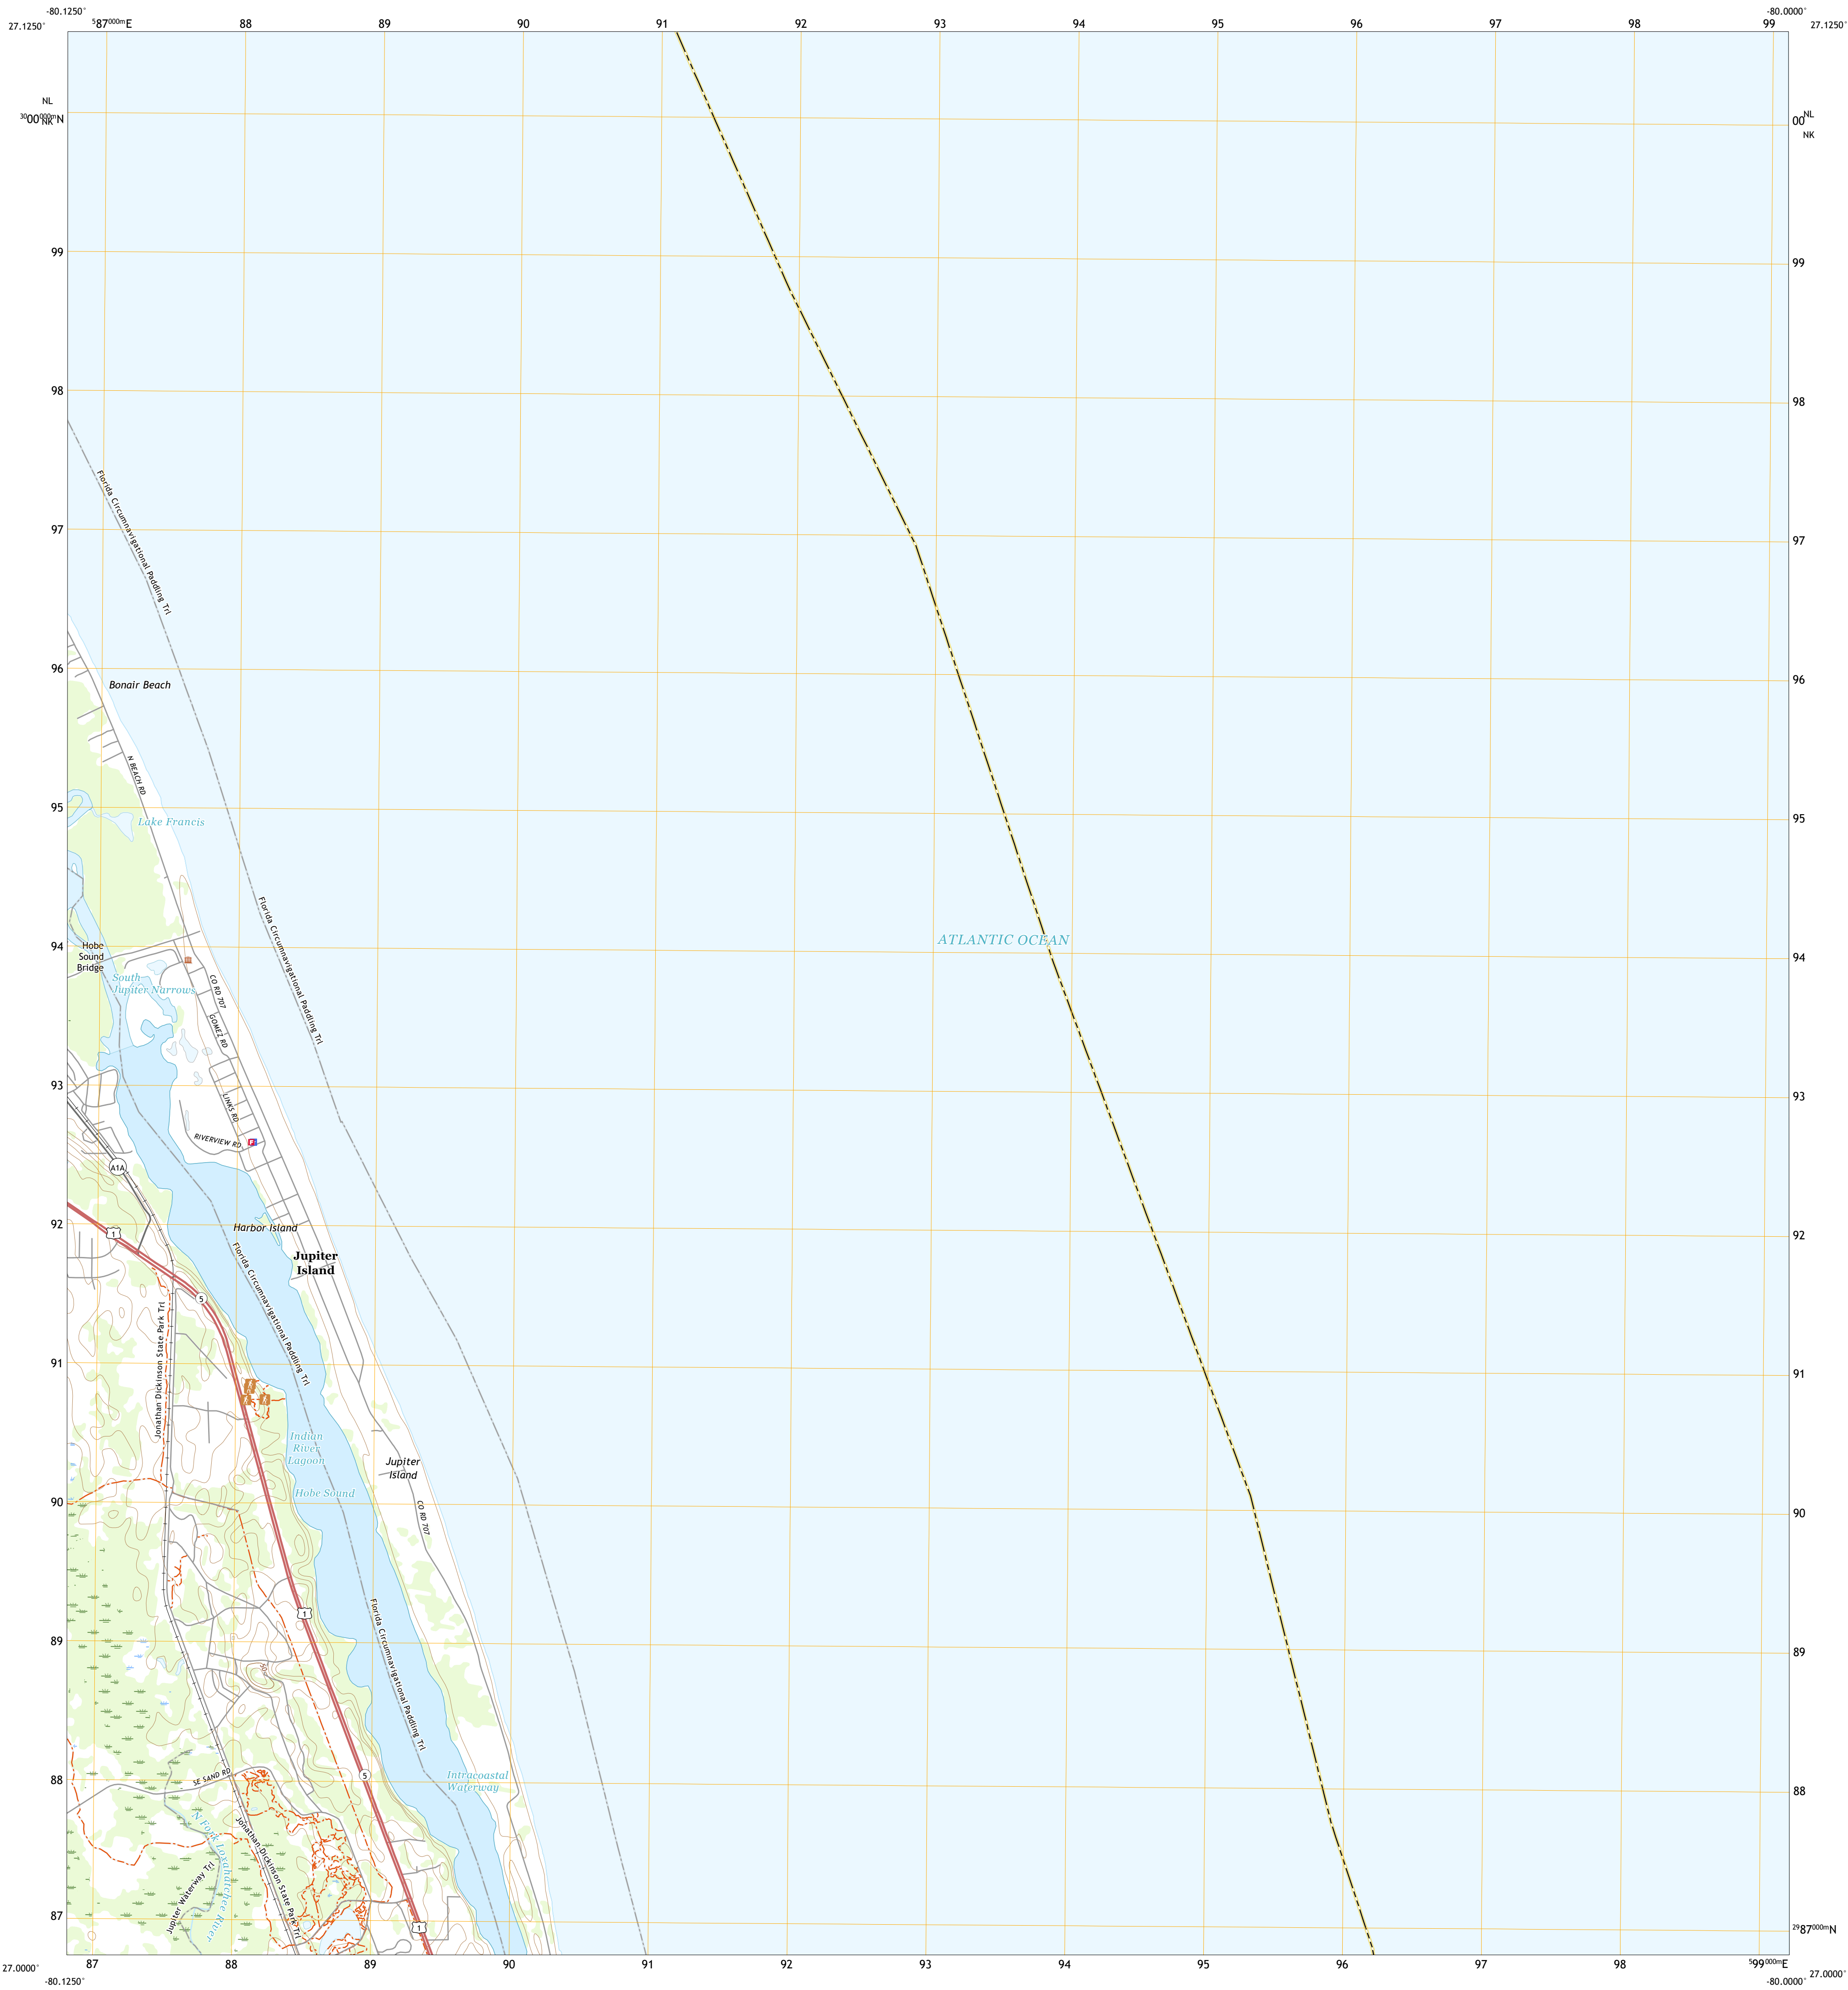 -80.1250°
-80.0000°
27.1250°
587000mE
88
89
90
91
92
93
94
95
96
97
98
99
27.1250°
NL
3000000mN
NK
00
NL
NK
99
99
98
98
97
97
96
96
95
95
94
94
93
93
92
92
91
91
90
90
89
89
88
88
87
2987000mN
Florida Circumnavigational Paddling Trl
Bonair Beach
N BEACH RD
Lake Francis
Florida Circumnavigational Paddling Trl
ATLANTIC OCEAN
Hobe
Sound
Bridge
South
Jupiter Narrows
CO RD 707
GOMEZ RD
LINKS RD
RIVERVIEW RD
A1A
1
Harbor Island
Jupiter
Island
5
Florida Circumnavigational Paddling Trl
Jonathan Dickinson State Park Trl
Indian
River
Lagoon
Jupiter
Island
Hobe Sound
CO RD 707
1
Florida Circumnavigational Paddling Trl
5
Intracoastal
Waterway
SE SAND RD
N Fork Loxahatchee River
Jonathan Dickinson State Park Trl
Jupiter Waterway Trl
1
27.0000°
87
88
89
90
91
92
93
94
95
96
97
98
599000mE
27.0000°
-80.1250°
-80.0000°